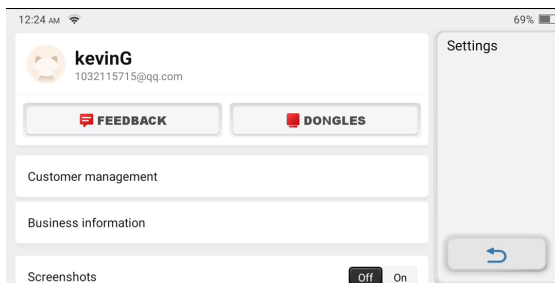 12:24 AM
69%
kevinG
1032115715@qq.com
FEEDBACK
DONGLES
Customer management
Business information
Screenshots
Off On
Settings